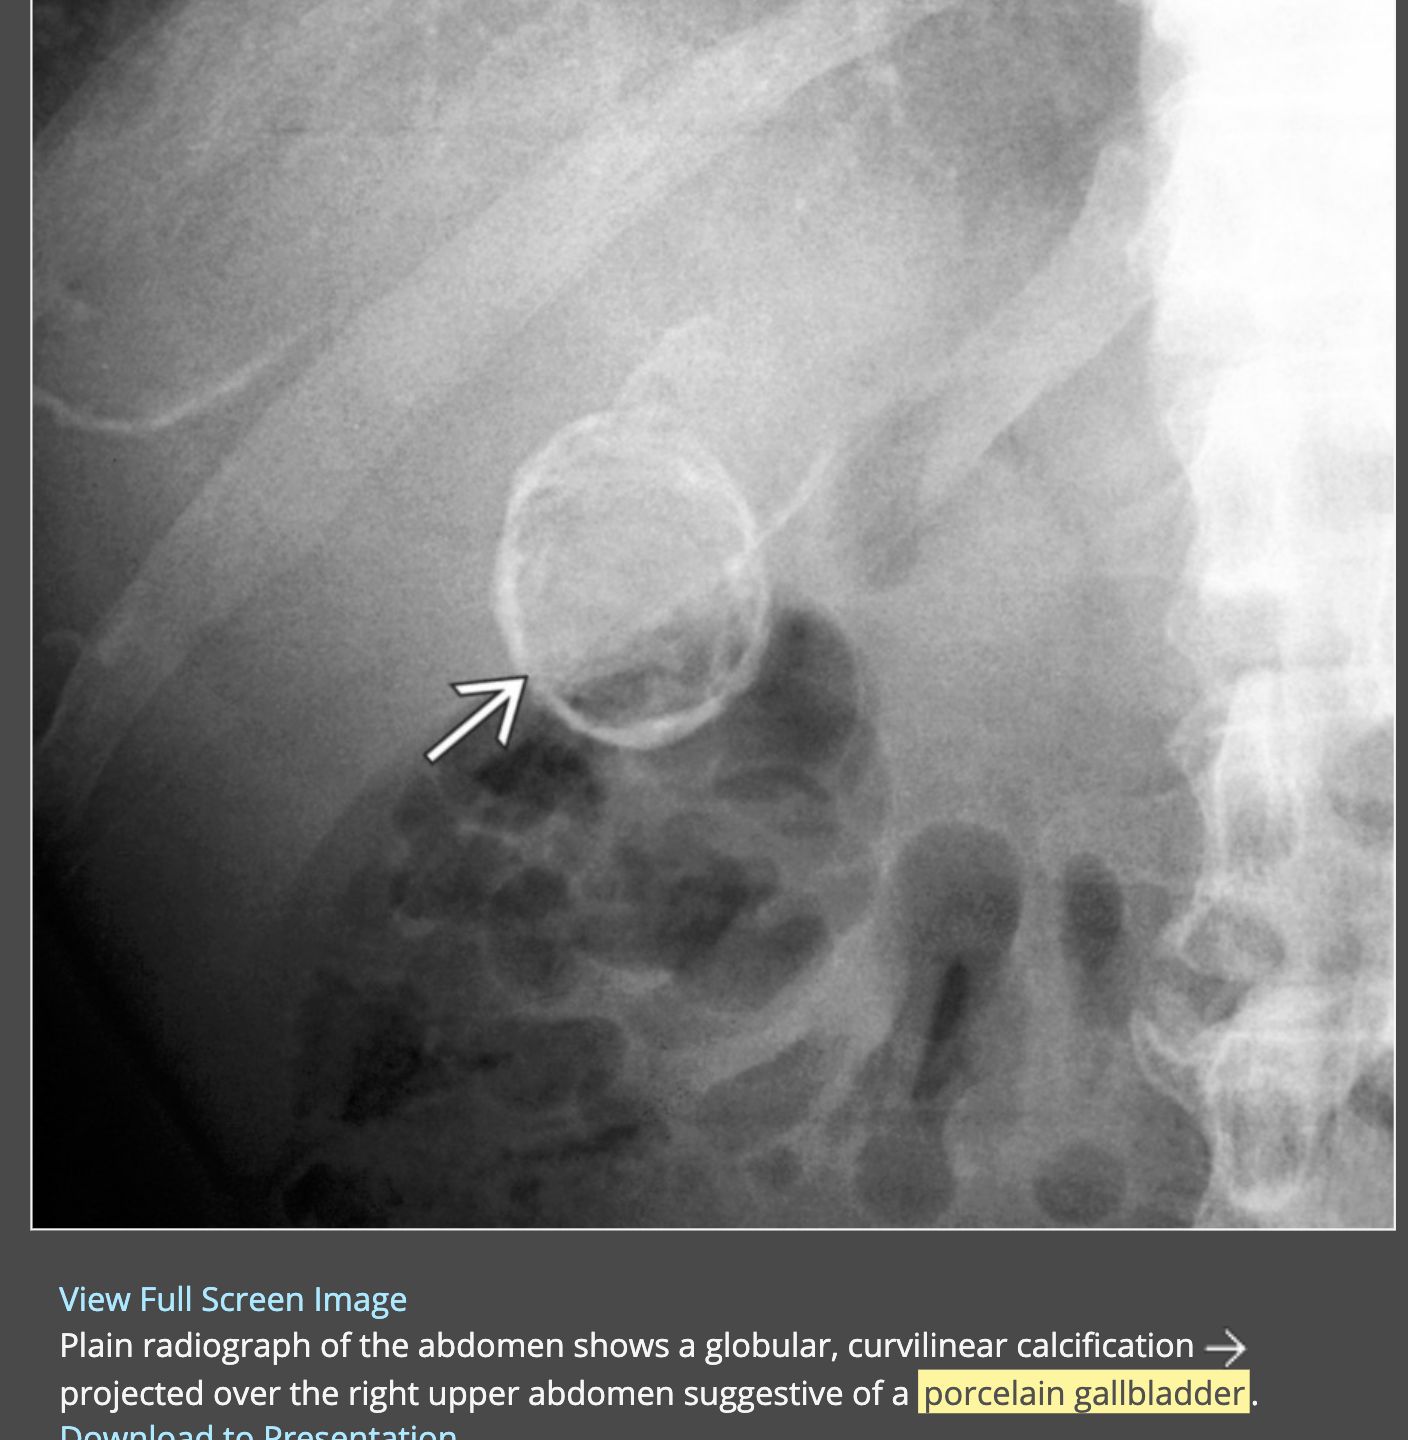 View Full Screen Image
Plain radiograph of the abdomen shows a globular, curvilinear calcification →
projected over the right upper abdomen suggestive of a porcelain gallbladder.
Download to Presentation